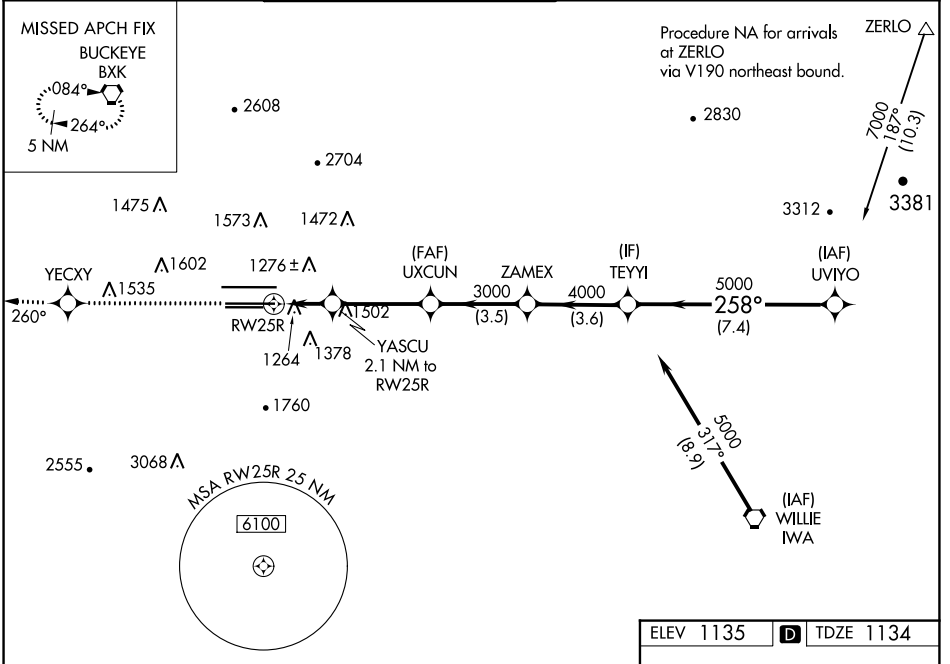 MISSED APCH FIX
BUCKEYE
BXK
084°
264°
5 NM
Procedure NA for arrivals
at ZERLO
via V190 northeast bound.
ZERLO
7000
187°
(10.3)
2608
2830
2704
3381
3312
1475
1573
1472
1602
1276±
1535
YECXY
260°
RW25R
1264
1378
1502
YASCU
2.1 NM to
RW25R
(FAF)
UXCUN
3000
(3.5)
ZAMEX
4000
(3.6)
(IF)
TEYYI
5000
258°
(7.4)
(IAF)
UVIYO
1760
2555
3068
5000
317°
(8.9)
(IAF)
WILLIE
IWA
MSA RW25R 25 NM
6100
ELEV 1135 D TDZE 1134